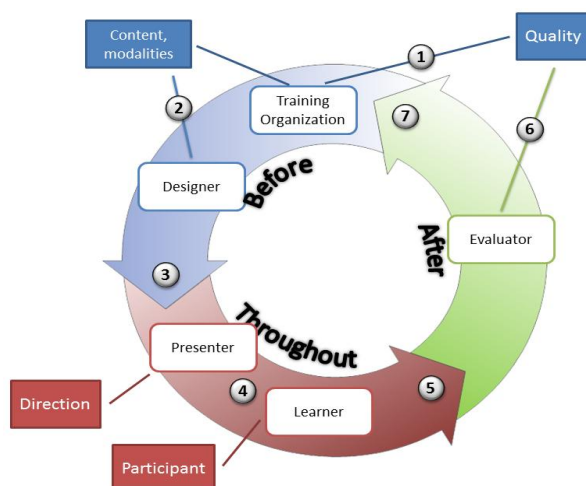 Content,
modalities
Quality
1
2
Training
Organization
7
6
Designer
Before
After
Evaluator
3
Throughout
Presenter
Direction
4
5
Learner
Participant